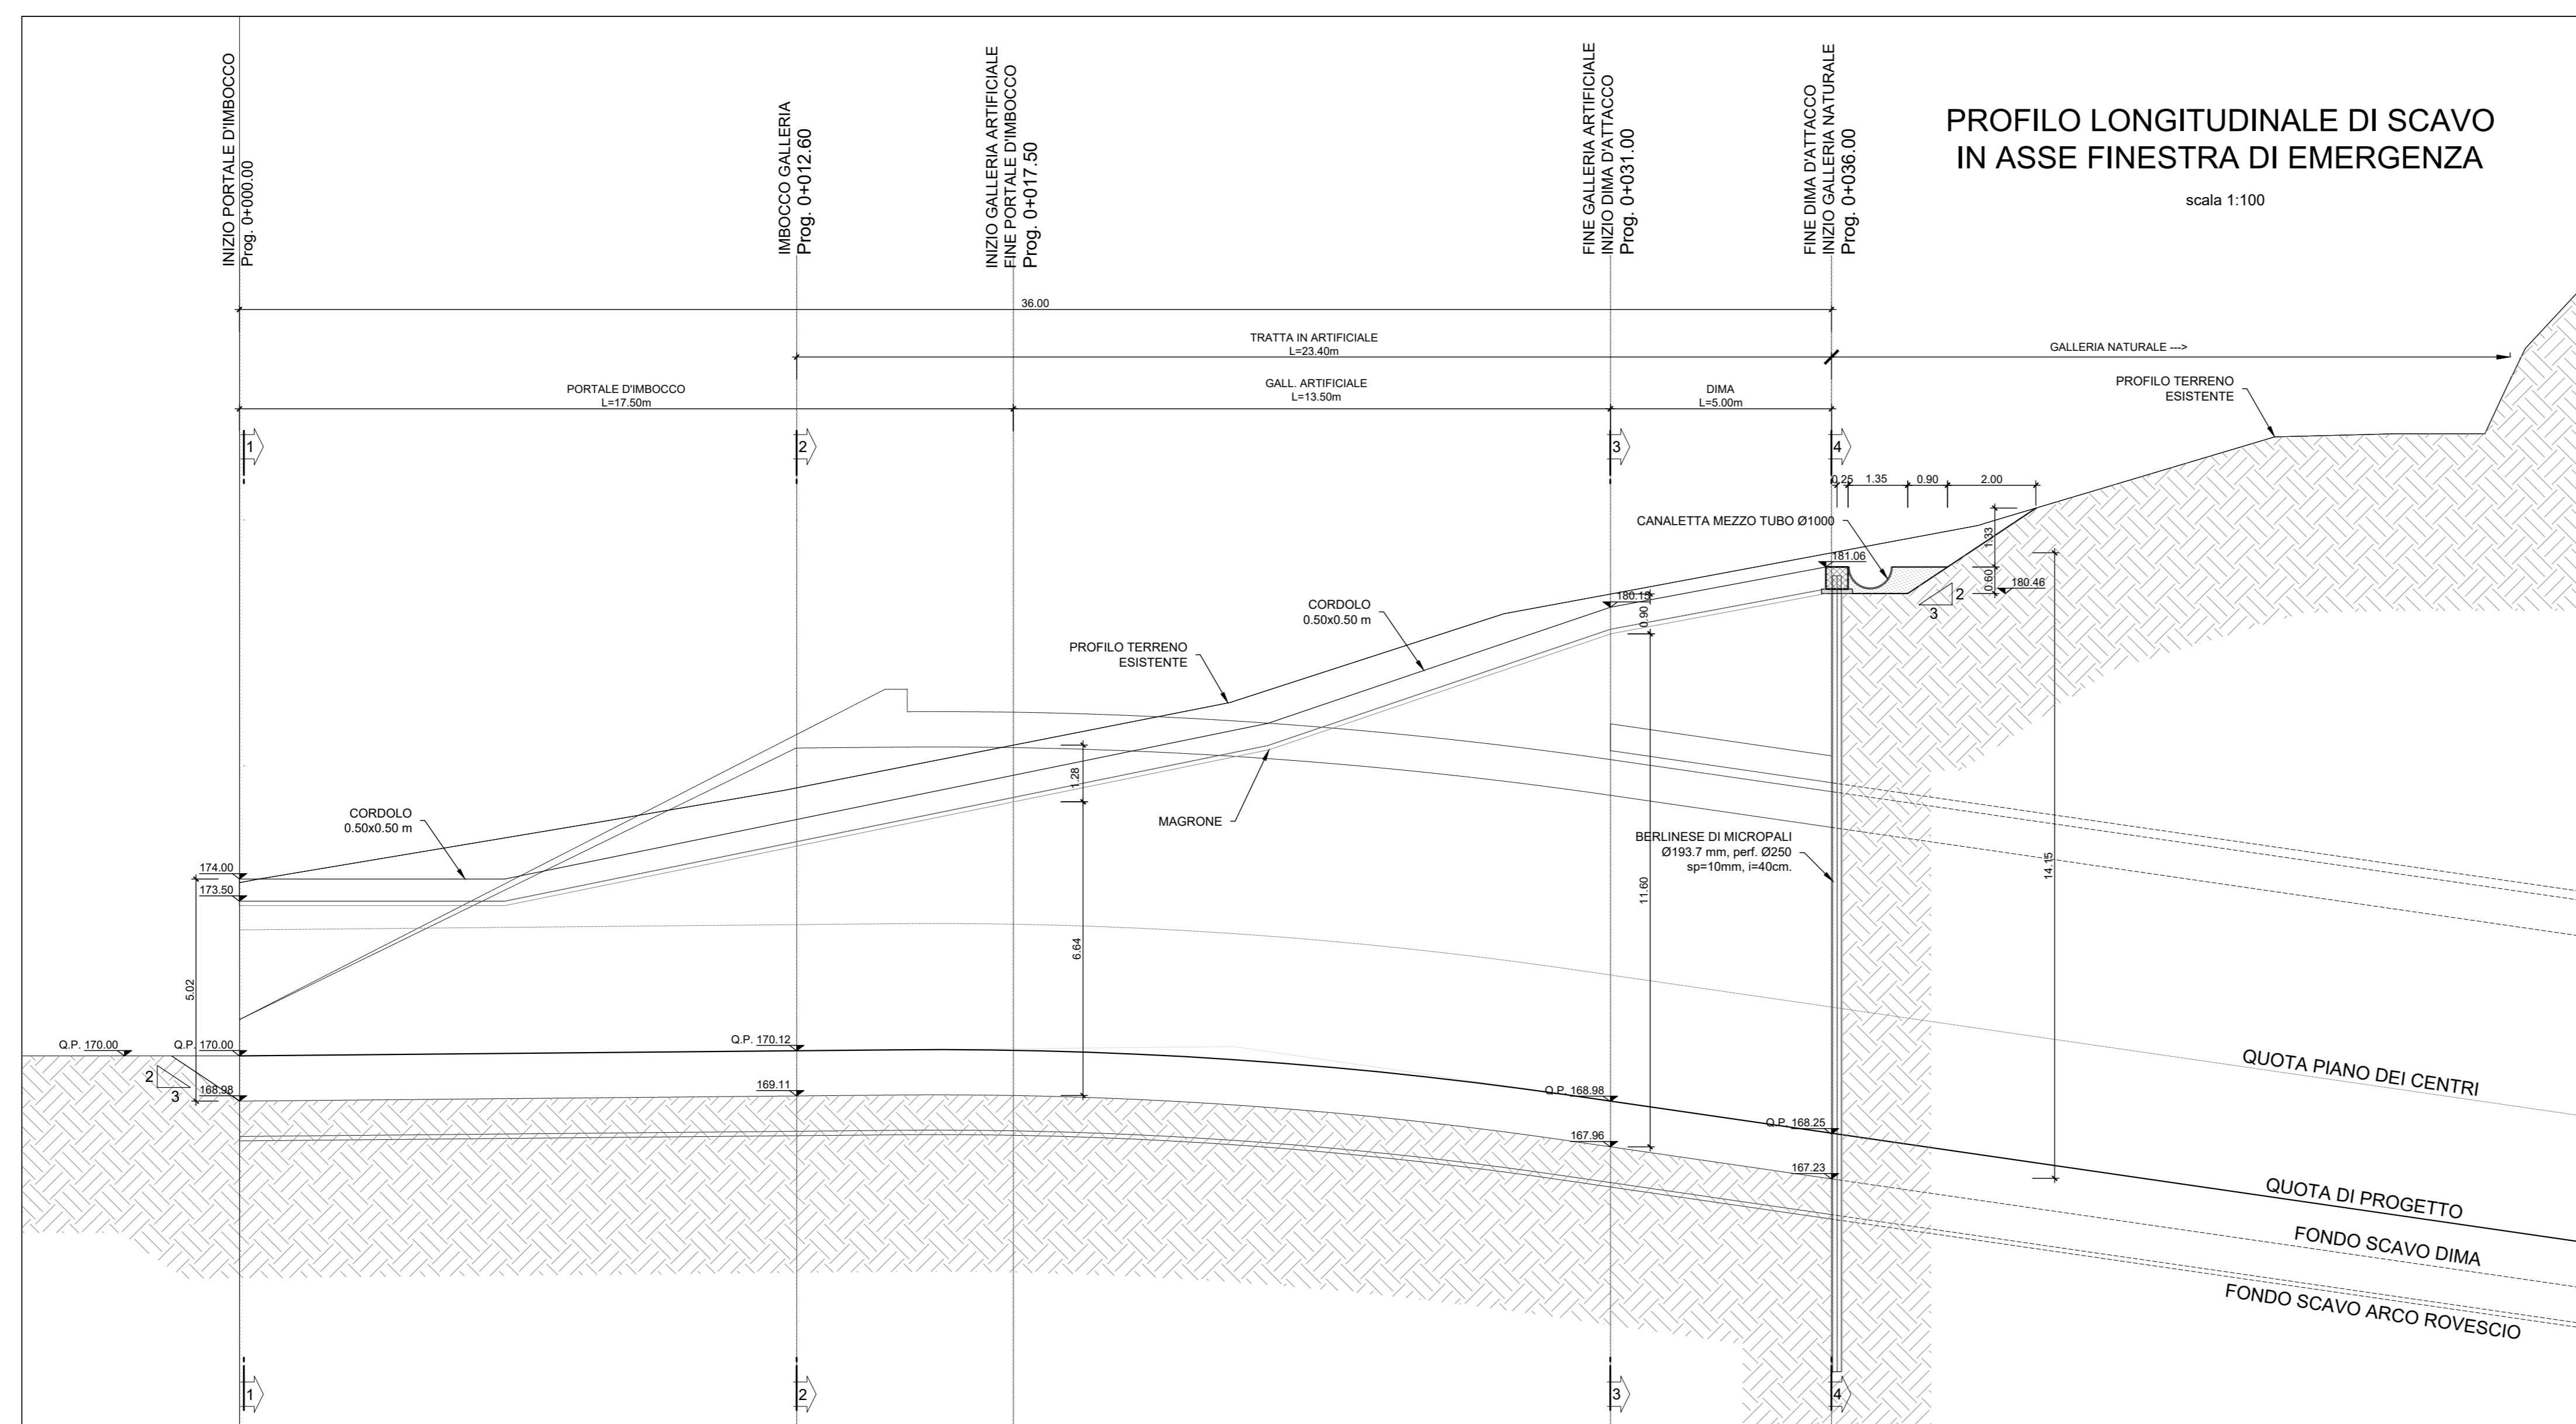 INIZIO PORTALE D'IMBOCCO
Prog. 0+000.00
IMBOCCO GALLERIA
Prog. 0+012.60
INIZIO GALLERIA ARTIFICIALE
FINE PORTALE D'IMBOCCO
Prog. 0+017.50
FINE GALLERIA ARTIFICIALE
INIZIO DIMA D'ATTACCO
Prog. 0+031.00
FINE DIMA D'ATTACCO
INIZIO GALLERIA NATURALE
Prog. 0+036.00
PROFILO LONGITUDINALE DI SCAVO
IN ASSE FINESTRA DI EMERGENZA
scala 1:100
36.00
TRATTA IN ARTIFICIALE
L=23.40m
GALLERIA NATURALE --->
PORTALE D'IMBOCCO
L=17.50m
GALL. ARTIFICIALE
L=13.50m
DIMA
L=5.00m
PROFILO TERRENO
ESISTENTE
1
2
3
4
0.25
1.35
0.90
2.00
CANALETTA MEZZO TUBO Ø1000
1.33
181.06
0.60
180.46
2
3
180.15
0.90
CORDOLO
0.50x0.50 m
PROFILO TERRENO
ESISTENTE
1.28
MAGRONE
CORDOLO
0.50x0.50 m
BERLINESE DI MICROPALI
Ø193.7 mm, perf. Ø250
sp=10mm, i=40cm.
14.15
11.60
174.00
173.50
6.64
5.02
Q.P. 170.00
Q.P. 170.00
Q.P. 170.12
2
3
168.98
169.11
Q.P. 168.98
Q.P. 168.25
167.96
167.23
QUOTA PIANO DEI CENTRI
QUOTA DI PROGETTO
FONDO SCAVO DIMA
FONDO SCAVO ARCO ROVESCIO
1
2
3
4